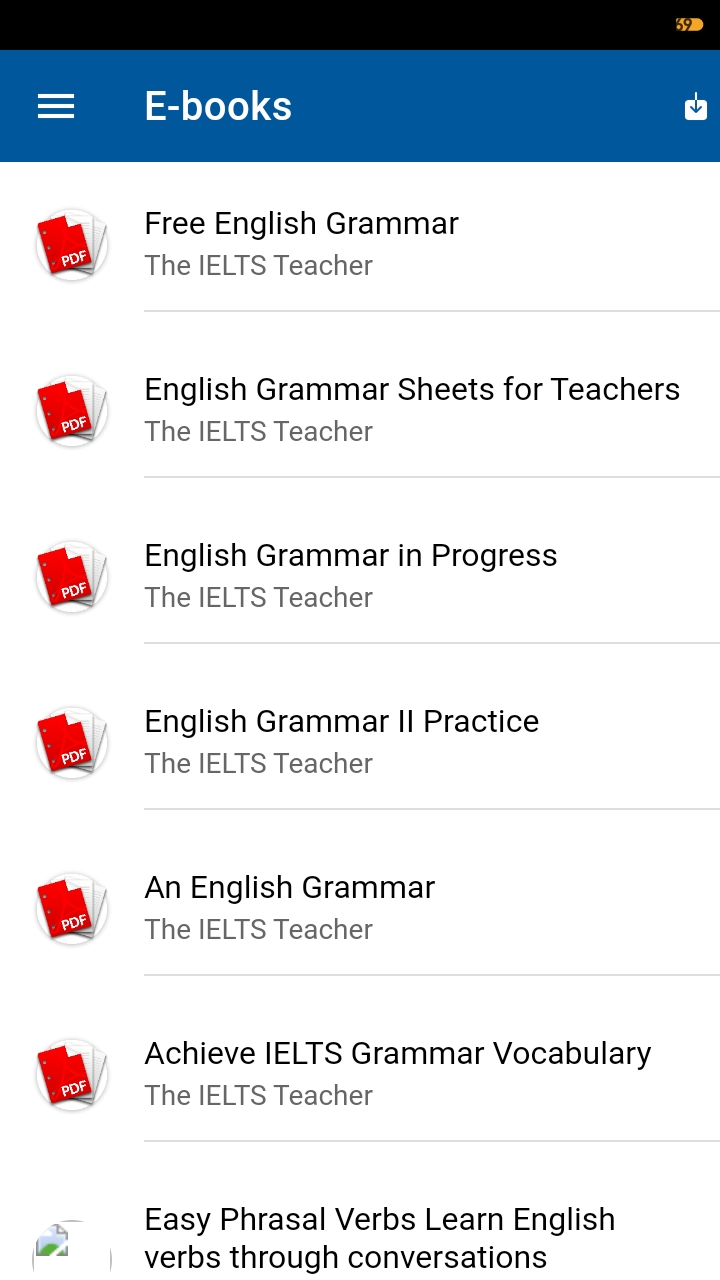 69
E-books
Free English Grammar
The IELTS Teacher
PDF
English Grammar Sheets for Teachers
The IELTS Teacher
PDF
English Grammar in Progress
The IELTS Teacher
PDF
English Grammar II Practice
The IELTS Teacher
PDF
An English Grammar
The IELTS Teacher
PDF
Achieve IELTS Grammar Vocabulary
The IELTS Teacher
PDF
Easy Phrasal Verbs Learn English
verbs through conversations